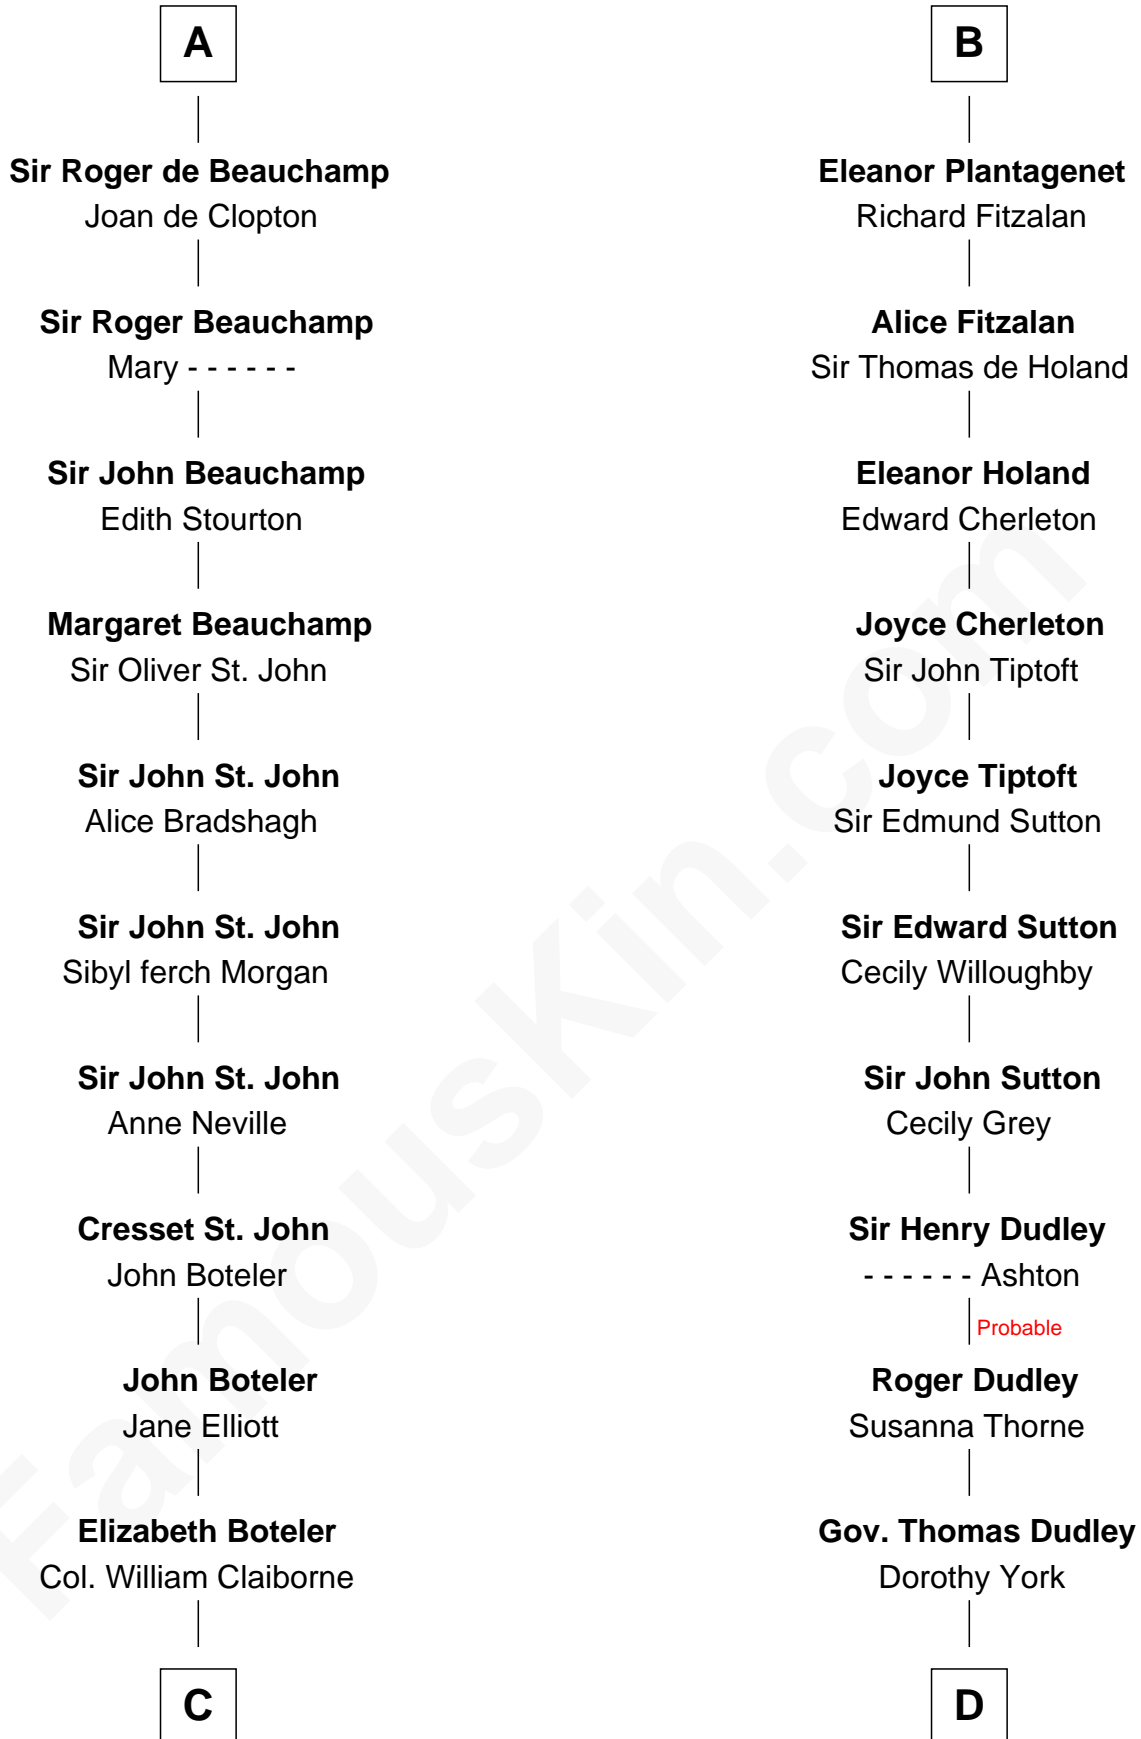 A
Sir Roger de Beauchamp
Joan de Clopton
Sir Roger Beauchamp
Mary - - - - - -
Sir John Beauchamp
Edith Stourton
Margaret Beauchamp
Sir Oliver St. John
Sir John St. John
Alice Bradshagh
Sir John St. John
Sibyl ferch Morgan
Sir John St. John
Anne Neville
Cresset St. John
John Boteler
John Boteler
Jane Elliott
Elizabeth Boteler
Col. William Claiborne
C
B
Eleanor Plantagenet
Richard Fitzalan
Alice Fitzalan
Sir Thomas de Holand
Eleanor Holand
Edward Cherleton
Joyce Cherleton
Sir John Tiptoft
Joyce Tiptoft
Sir Edmund Sutton
Sir Edward Sutton
Cecily Willoughby
Sir John Sutton
Cecily Grey
Sir Henry Dudley
- - - - - - Ashton
Probable
Roger Dudley
Susanna Thorne
Gov. Thomas Dudley
Dorothy York
D
FamousKin.com